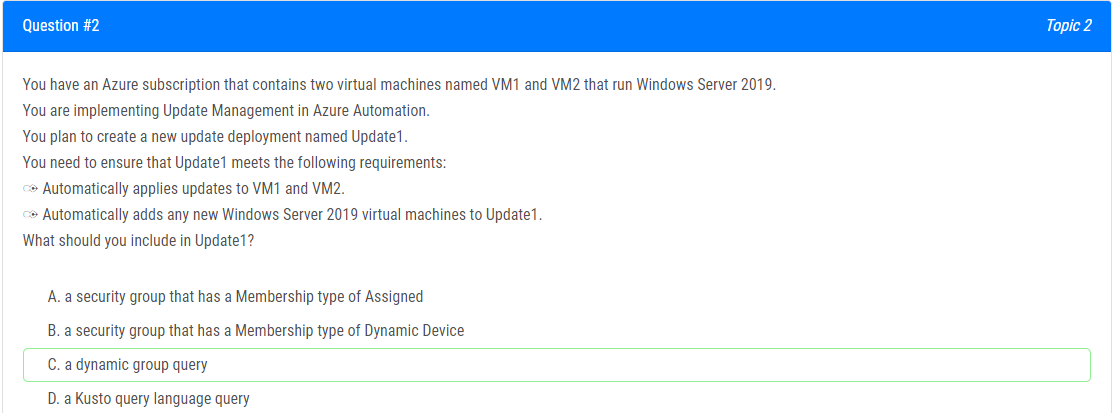 Question #2
Topic 2
You have an Azure subscription that contains two virtual machines named VM1 and VM2 that run Windows Server 2019.
You are implementing Update Management in Azure Automation.
You plan to create a new update deployment named Update1.
You need to ensure that Update1 meets the following requirements:
Automatically applies updates to VM1 and VM2.
Automatically adds any new Windows Server 2019 virtual machines to Update1.
What should you include in Update1?
A. a security group that has a Membership type of Assigned
B. a security group that has a Membership type of Dynamic Device
C. a dynamic group query
D. a Kusto query language query